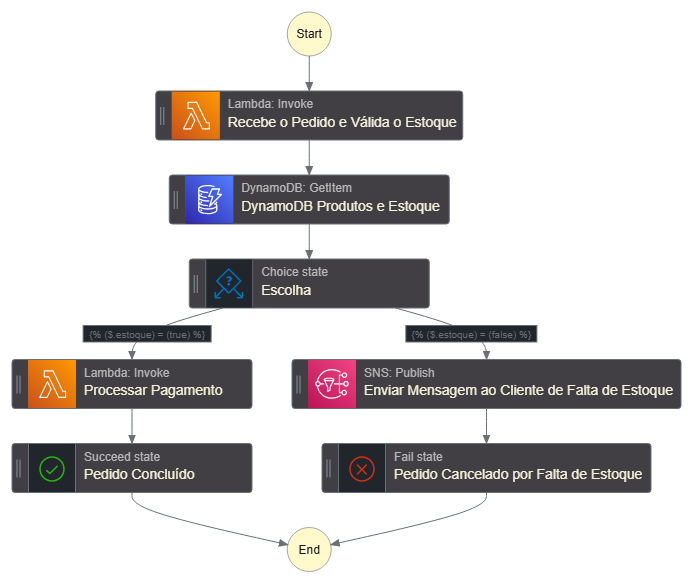 Start
Lambda: Invoke
Recebe o Pedido e Válida o Estoque
DynamoDB: GetItem
DynamoDB Produtos e Estoque
Choice state
Escolha
{% ($.estoque) = (true) %}
{% ($.estoque) = (false) %}
Lambda: Invoke
Processar Pagamento
SNS: Publish
Enviar Mensagem ao Cliente de Falta de Estoque
Succeed state
Pedido Concluído
Fail state
Pedido Cancelado por Falta de Estoque
End